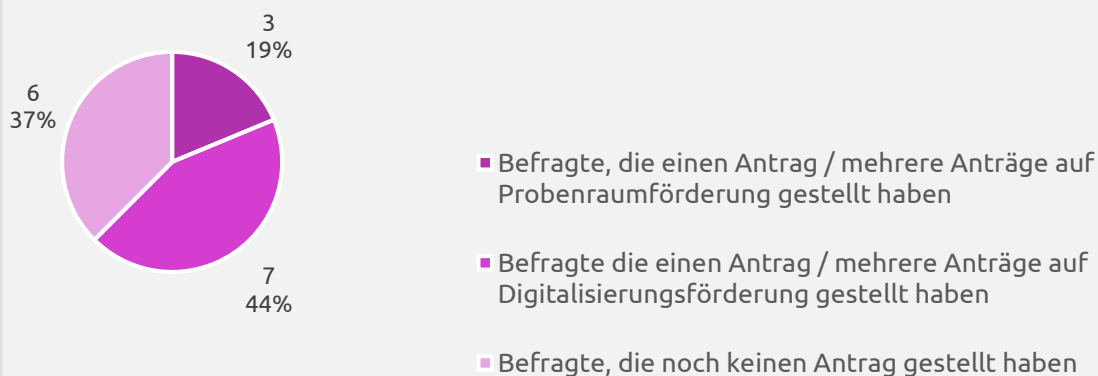 3
19%
6
37%
7
44%
Befragte, die einen Antrag / mehrere Anträge auf
Probenraumförderung gestellt haben
Befragte die einen Antrag / mehrere Anträge auf
Digitalisierungsförderung gestellt haben
Befragte, die noch keinen Antrag gestellt haben